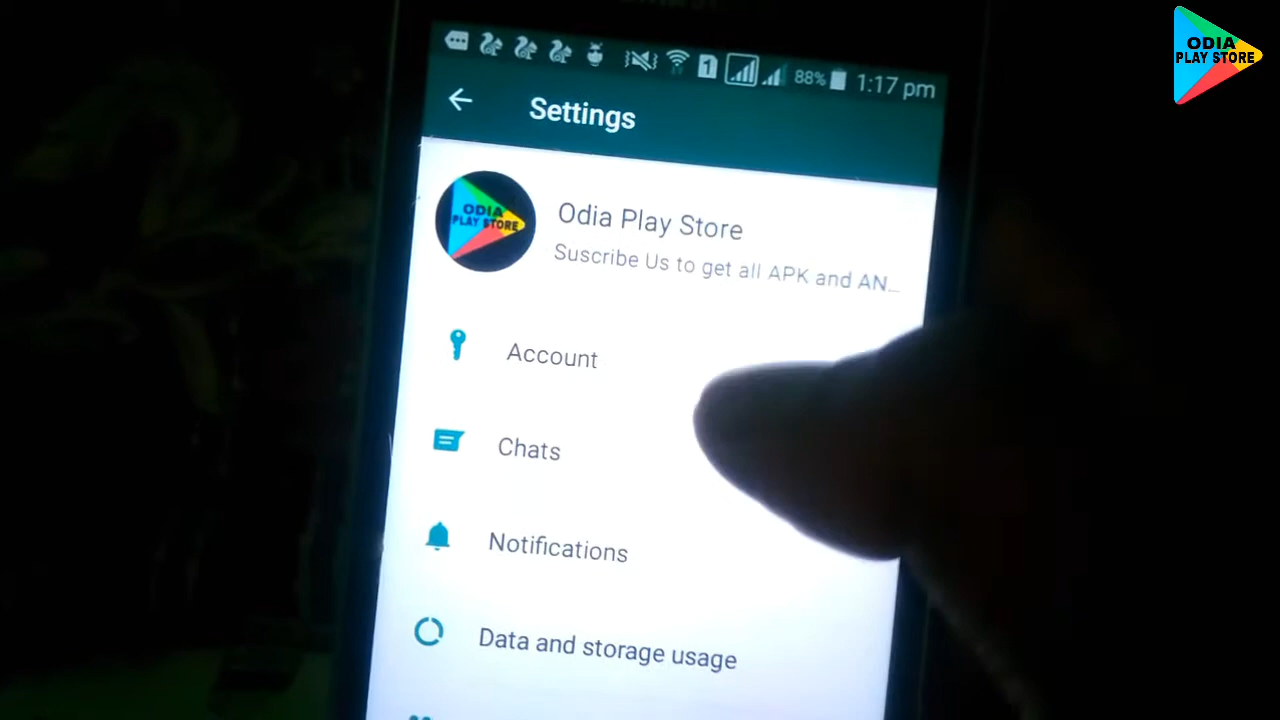 ODIA
PLAY STORE
1
88%
1:17 pm
Settings
ODIA
PLAY STORE
Odia Play Store
Suscribe Us to get all APK and AN...
Account
Chats
Notifications
Data and storage usage